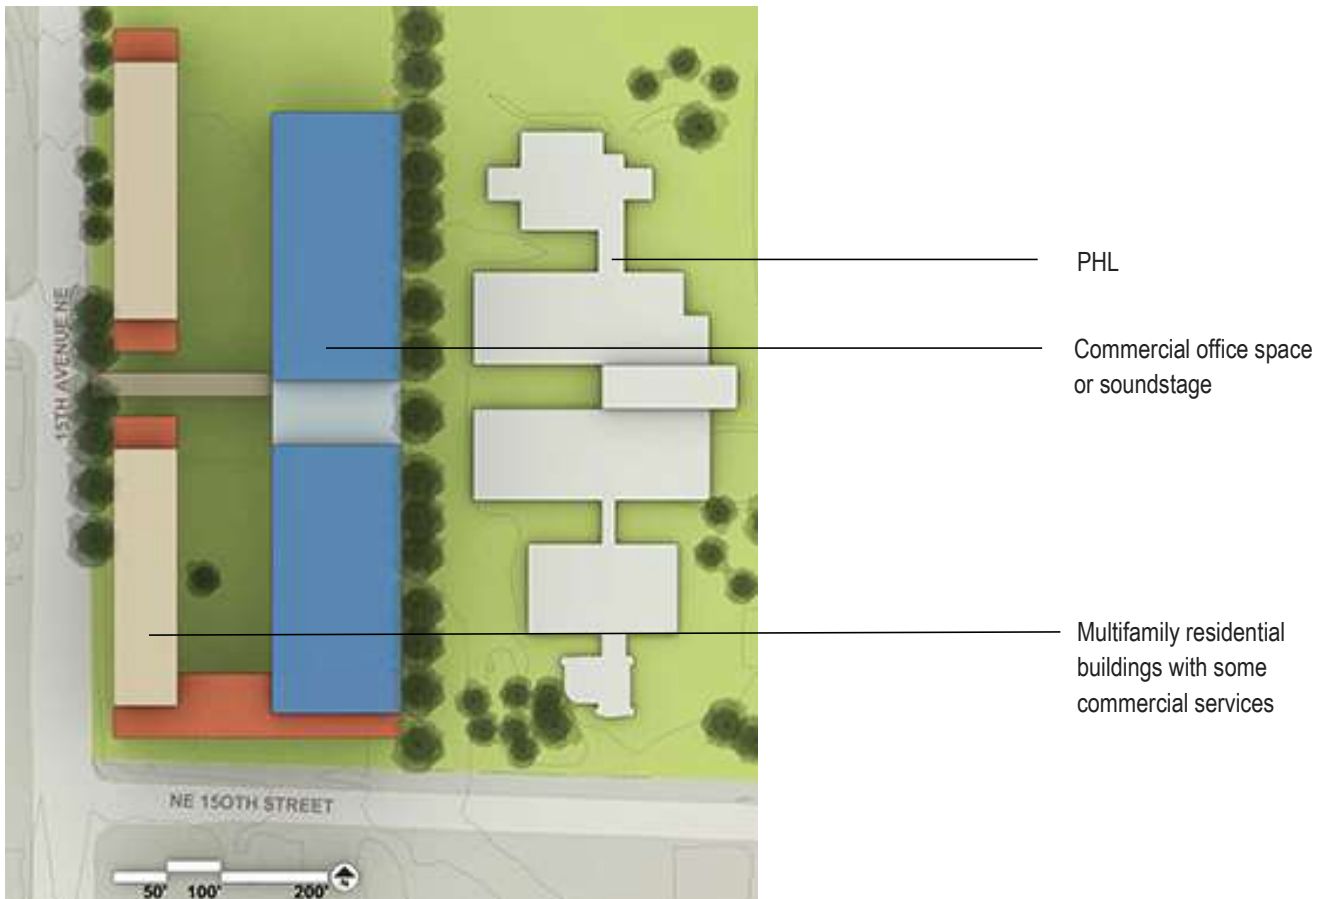 PHL
Commercial office space
or soundstage
15TH AVENUE NE
Multifamily residential
buildings with some
commercial services
NE 150TH STREET
50' 100' 200'